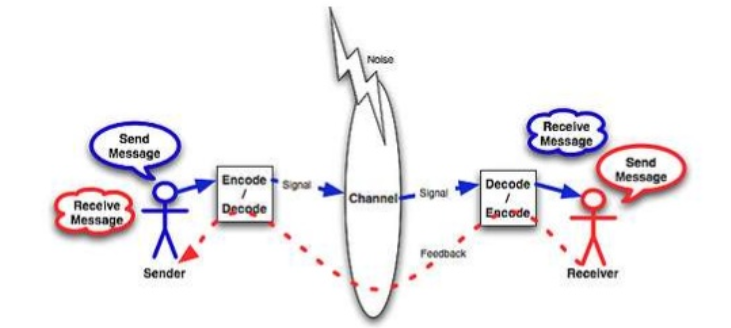 Noise
Send
Message
Receive
Message
Sender
Encode
/
Decode
Signal
Channel
Signal
Decode
/
Encode
Feedback
Receive
Message
Send
Message
Receiver